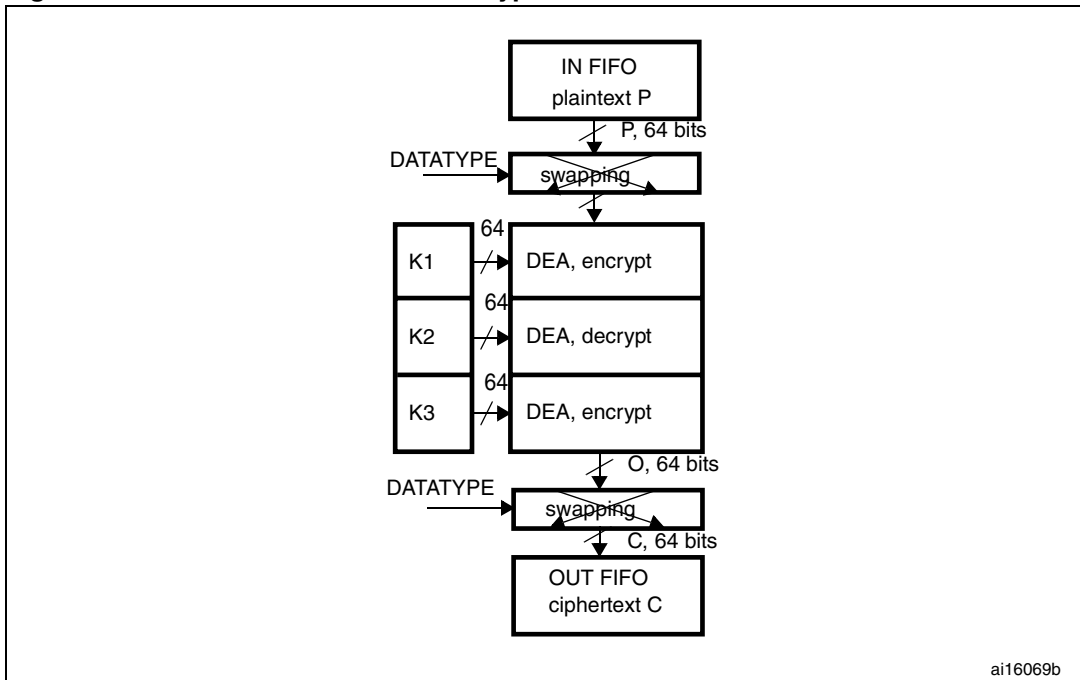 IN FIFO
plaintext P
P, 64 bits
DATATYPE
swapping
64
K1
DEA, encrypt
64
K2
DEA, decrypt
64
K3
DEA, encrypt
O, 64 bits
DATATYPE
swapping
C, 64 bits
OUT FIFO
ciphertext C
ai16069b